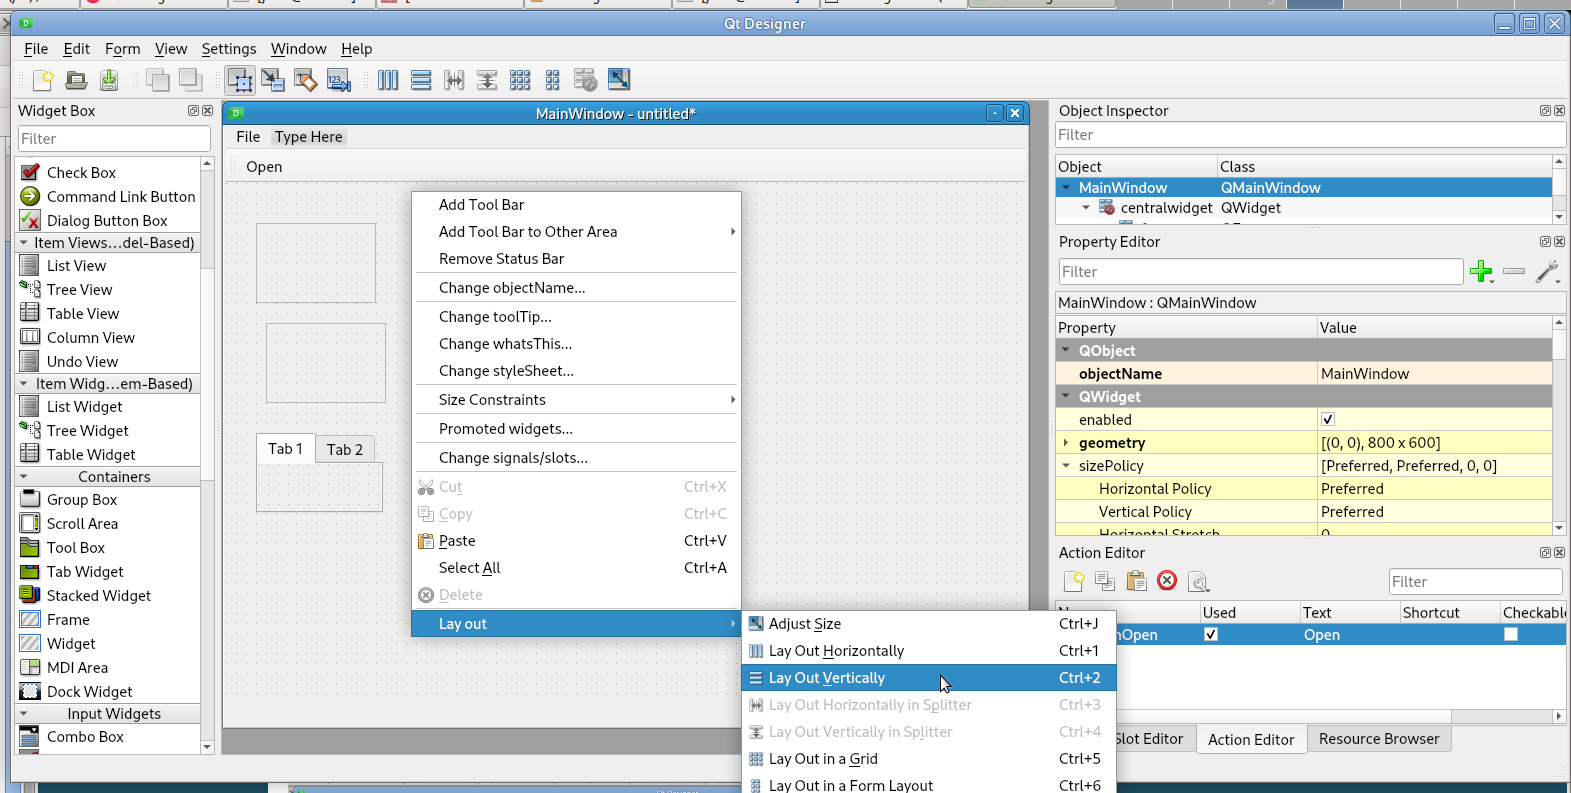 Qt Designer
File Edit Form View Settings Window Help
Widget Box
Filter
Check Box
Command Link Button
Dialog Button Box
Item Views...del-Based)
List View
Tree View
Table View
Column View
Undo View
Item Widg...em-Based)
List Widget
Tree Widget
Table Widget
Containers
Group Box
Scroll Area
Tool Box
Tab Widget
Stacked Widget
Frame
Widget
MDI Area
Dock Widget
Input Widgets
Combo Box
MainWindow - untitled*
File Type Here
Open
Tab 1 Tab 2
Add Tool Bar
Add Tool Bar to Other Area
Remove Status Bar
Change objectName...
Change toolTip...
Change whatsThis...
Change styleSheet...
Size Constraints
Promoted widgets...
Change signals/slots...
Cut Ctrl+X
Copy Ctrl+C
Paste Ctrl+V
Select All Ctrl+A
Delete
Lay out
Adjust Size Ctrl+J
Lay Out Horizontally Ctrl+1
Lay Out Vertically Ctrl+2
Lay Out Horizontally in Splitter Ctrl+3
Lay Out Vertically in Splitter Ctrl+4
Lay Out in a Grid Ctrl+5
Lay Out in a Form Layout Ctrl+6
Object Inspector
Filter
Object Class
MainWindow QMainWindow
centralwidget QWidget
Property Editor
Filter
MainWindow : QMainWindow
Property Value
QObject
objectName MainWindow
QWidget
enabled
geometry [(0, 0), 800 x 600]
sizePolicy [Preferred, Preferred, 0, 0]
Horizontal Policy Preferred
Vertical Policy Preferred
Horizontal Stretch 0
Action Editor
Filter
Used Text Shortcut Checkable
nOpen Open
Slot Editor Action Editor Resource Browser
Qt Designer